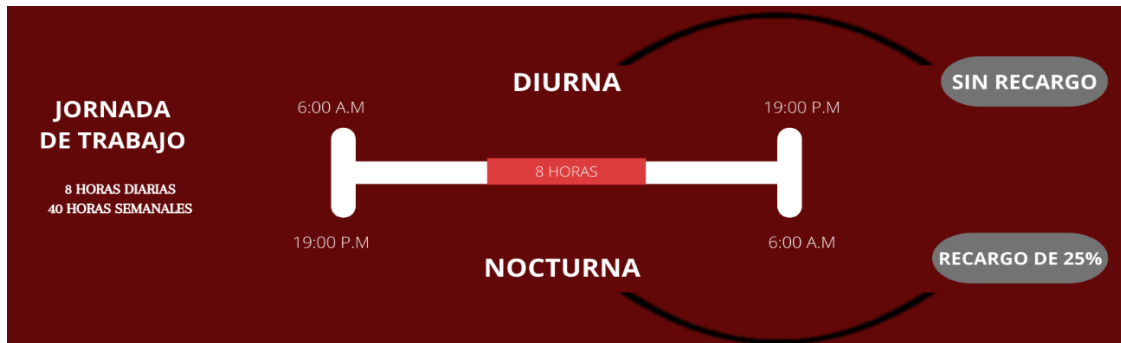 JORNADA
DE TRABAJO
8 HORAS DIARIAS
40 HORAS SEMANALES
DIURNA
SIN RECARGO
6:00 A.M
19:00 P.M
8 HORAS
19:00 P.M
6:00 A.M
NOCTURNA
RECARGO DE 25%